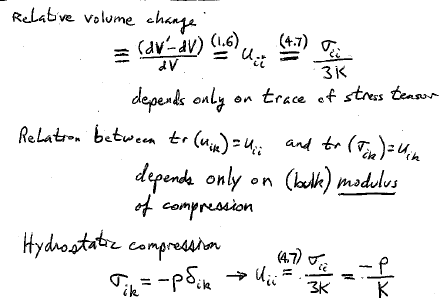 Relative volume change
≡ (dV'-dV)/dV (1.6)= u_ii (4.7)= σ_ii/3K
depends only on trace of stress tensor
Relation between tr(u_ik)=u_ii and tr(σ_ik)=u_ik
depends only on (bulk) modulus
of compression
Hydrostatic compression
σ_ik = -pδ_ik → u_ii (4.7)= σ_ii/3K = -p/K